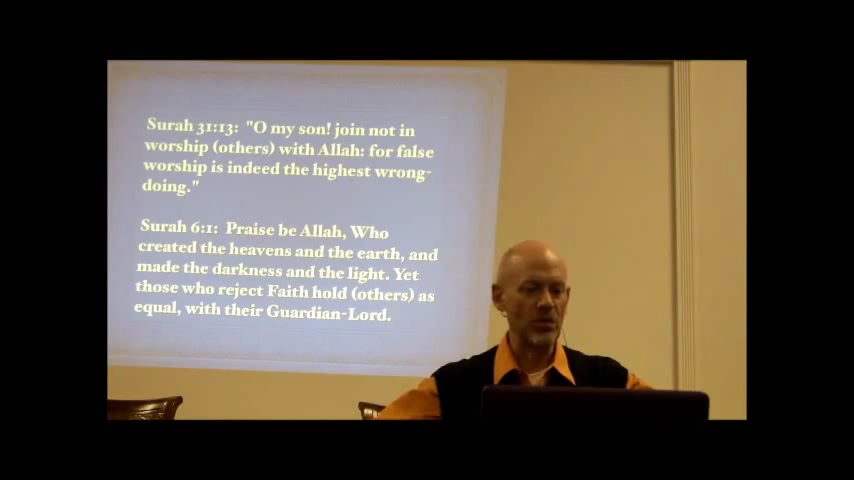 Surah 31:13: "O my son! join not in
worship (others) with Allah: for false
worship is indeed the highest wrong-
doing."
Surah 6:1: Praise be Allah, Who
created the heavens and the earth, and
made the darkness and the light. Yet
those who reject Faith hold (others) as
equal, with their Guardian-Lord.